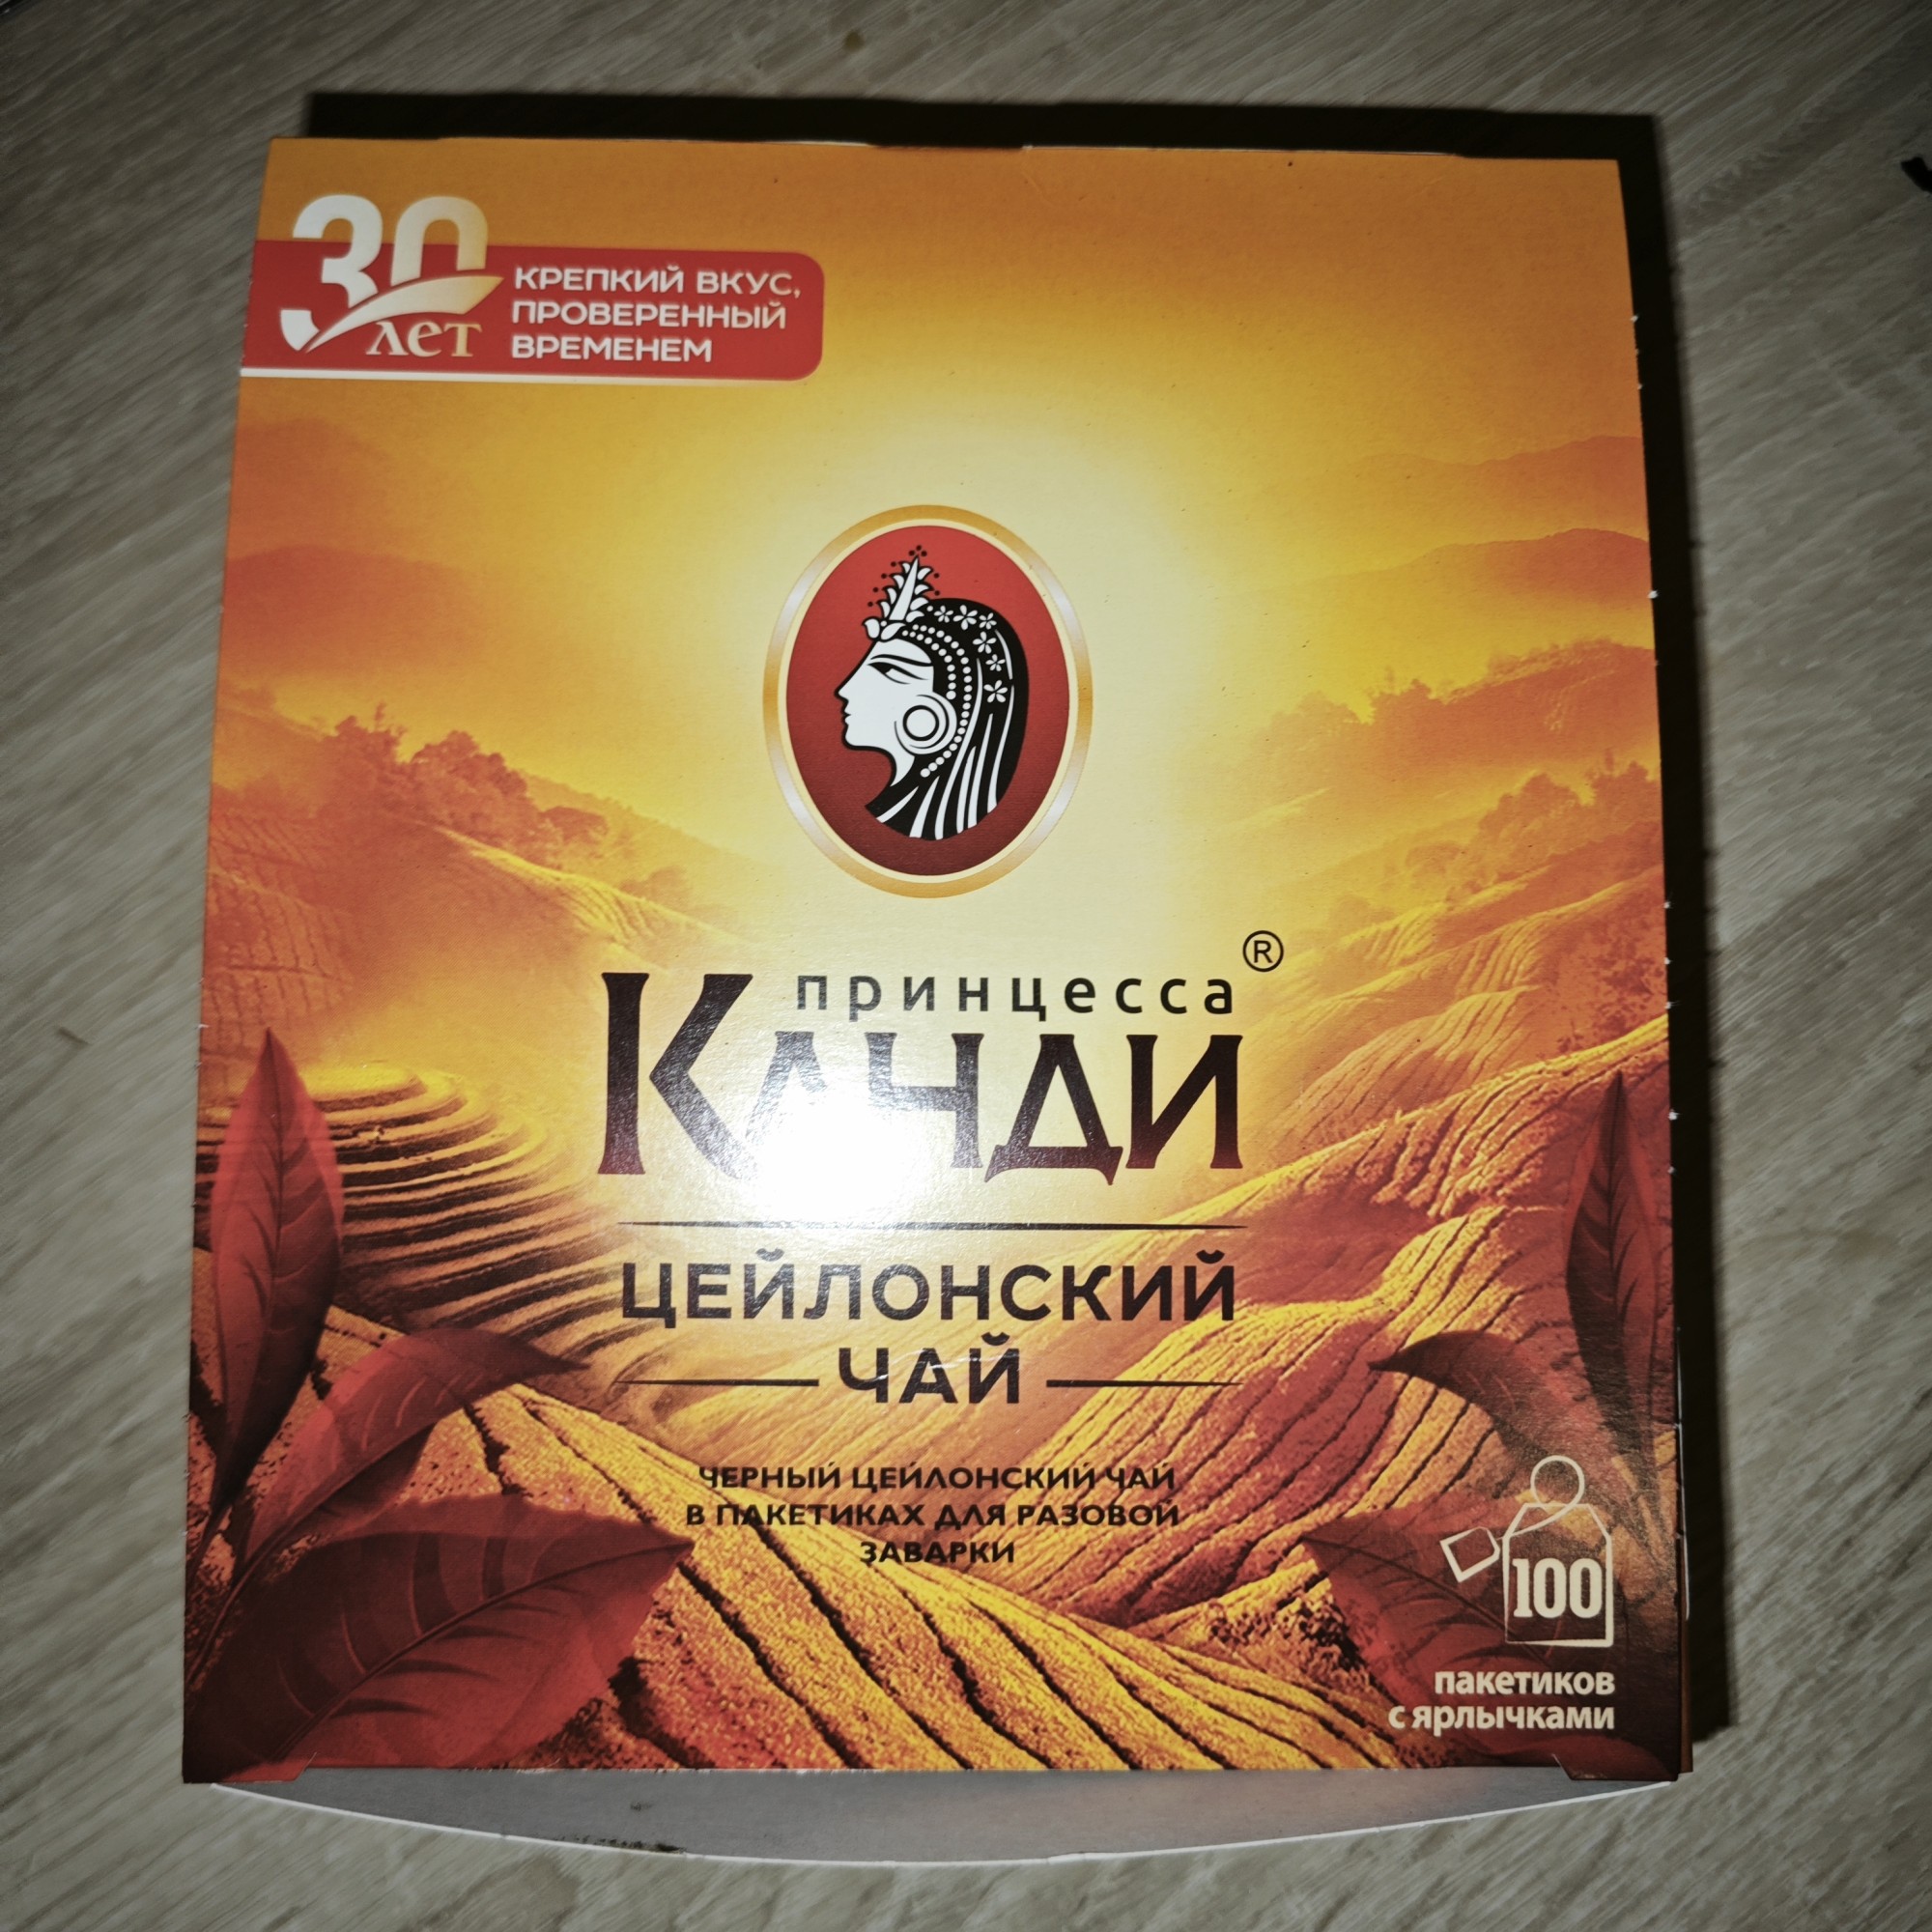 30
лет
КРЕПКИЙ ВКУС,
ПРОВЕРЕННЫЙ
ВРЕМЕНЕМ
принцесса®
КАНДИ
ЦЕЙЛОНСКИЙ
ЧАЙ
ЧЕРНЫЙ ЦЕЙЛОНСКИЙ ЧАЙ
В ПАКЕТИКАХ ДЛЯ РАЗОВОЙ
ЗАВАРКИ
100
пакетиков
с ярлычками